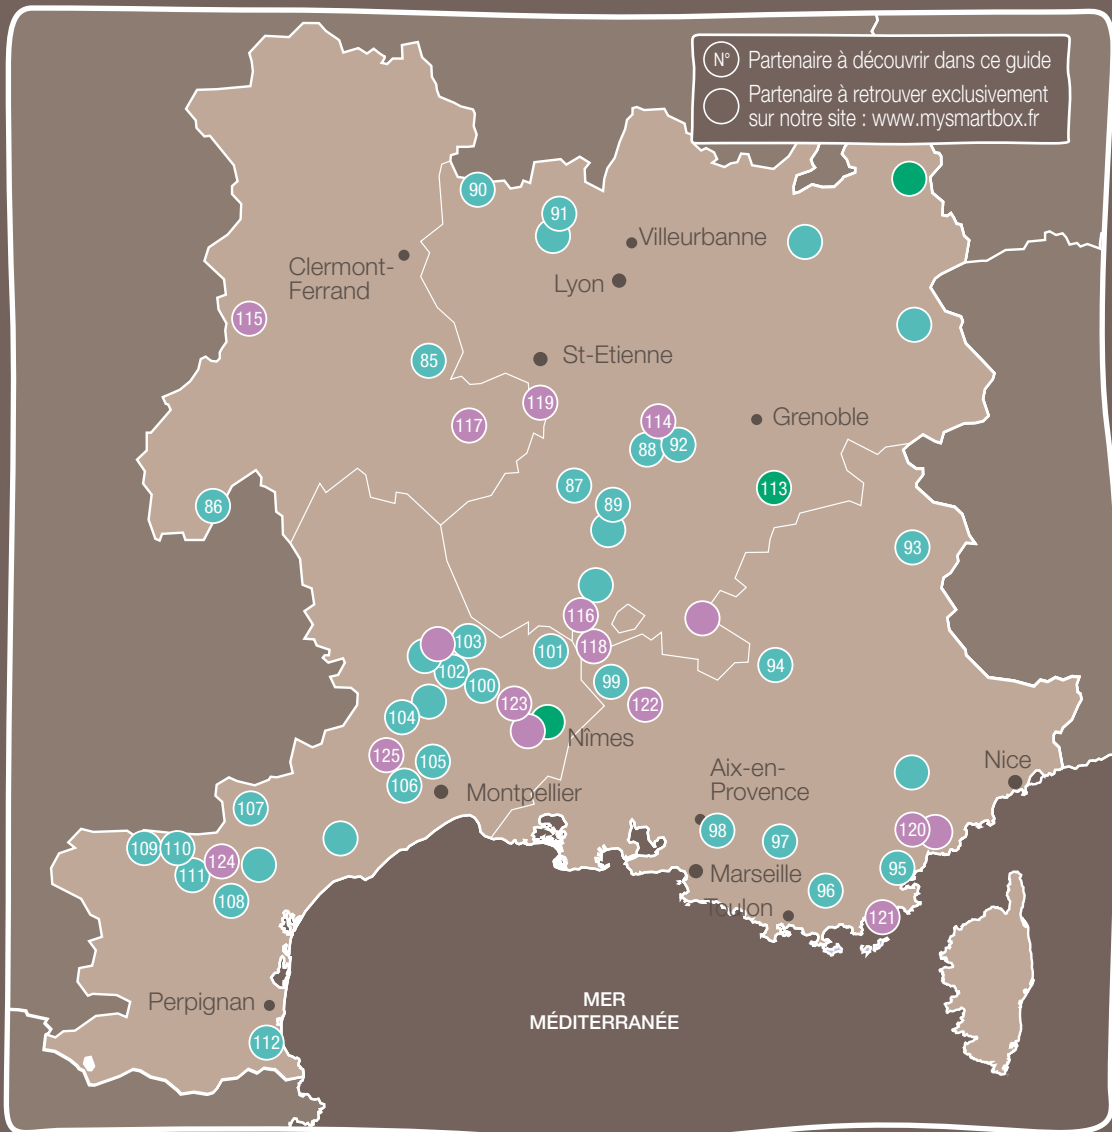 N° Partenaire à découvrir dans ce guide
Partenaire à retrouver exclusivement
sur notre site : www.mysmartbox.fr
90
91
Villeurbanne
Clermont-
Ferrand
Lyon
115
85
St-Etienne
119
117
114
Grenoble
88
92
87
113
86
89
93
116
103
118
101
94
102
99
100
123
122
104
Nîmes
125
105
Nice
106
Aix-en-
Provence
Montpellier
107
120
98
97
109
110
124
111
Marseille
95
96
108
Toulon
121
Perpignan
MER
MÉDITERRANÉE
112